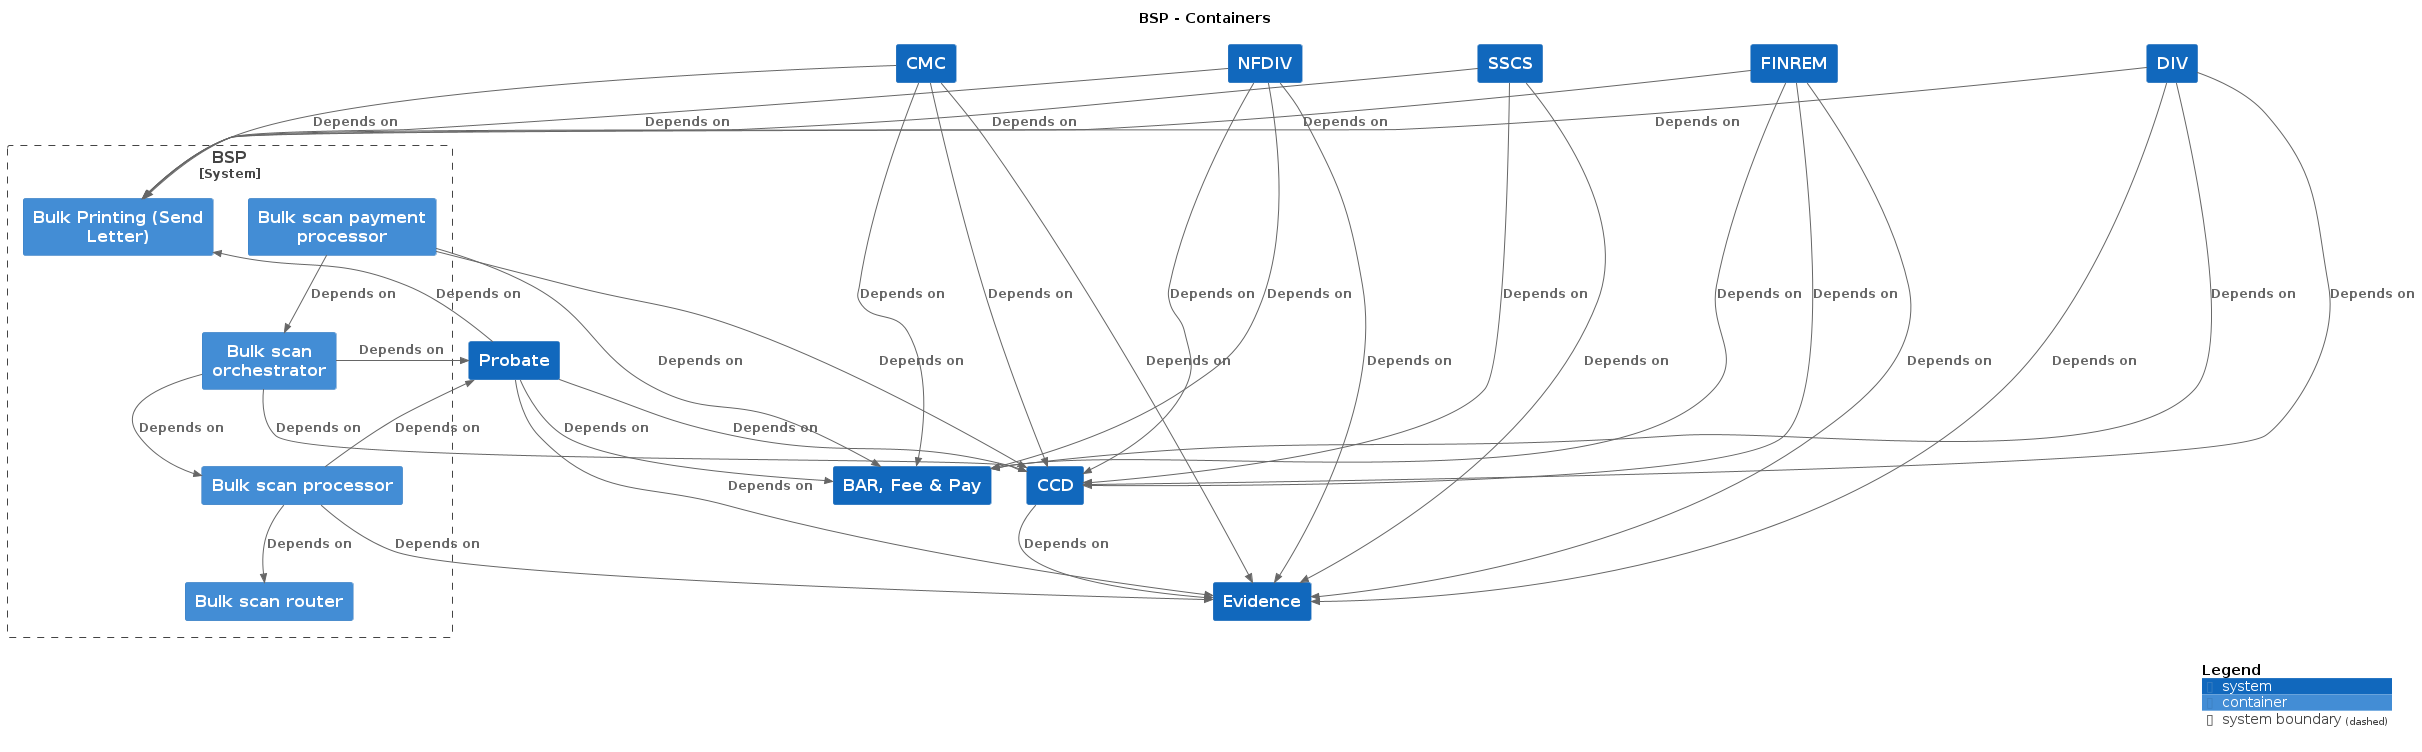 BSP - Containers
CMC
NFDIV
SSCS
FINREM
DIV
Depends on
Depends on
Depends on
Depends on
Depends on
BSP
[System]
Bulk Printing (Send
Letter)
Bulk scan payment
processor
Depends on
Depends on
Depends on
Depends on
Depends on
Depends on
Depends on
Depends on
Depends on
Depends on
Depends on
Bulk scan
orchestrator
Depends on
Probate
Depends on
Depends on
Depends on
Depends on
Depends on
Depends on
Depends on
Depends on
Depends on
Depends on
Depends on
Depends on
Bulk scan processor
Depends on
BAR, Fee & Pay
CCD
Depends on
Depends on
Depends on
Bulk scan router
Evidence
Legend
system
container
system boundary (dashed)